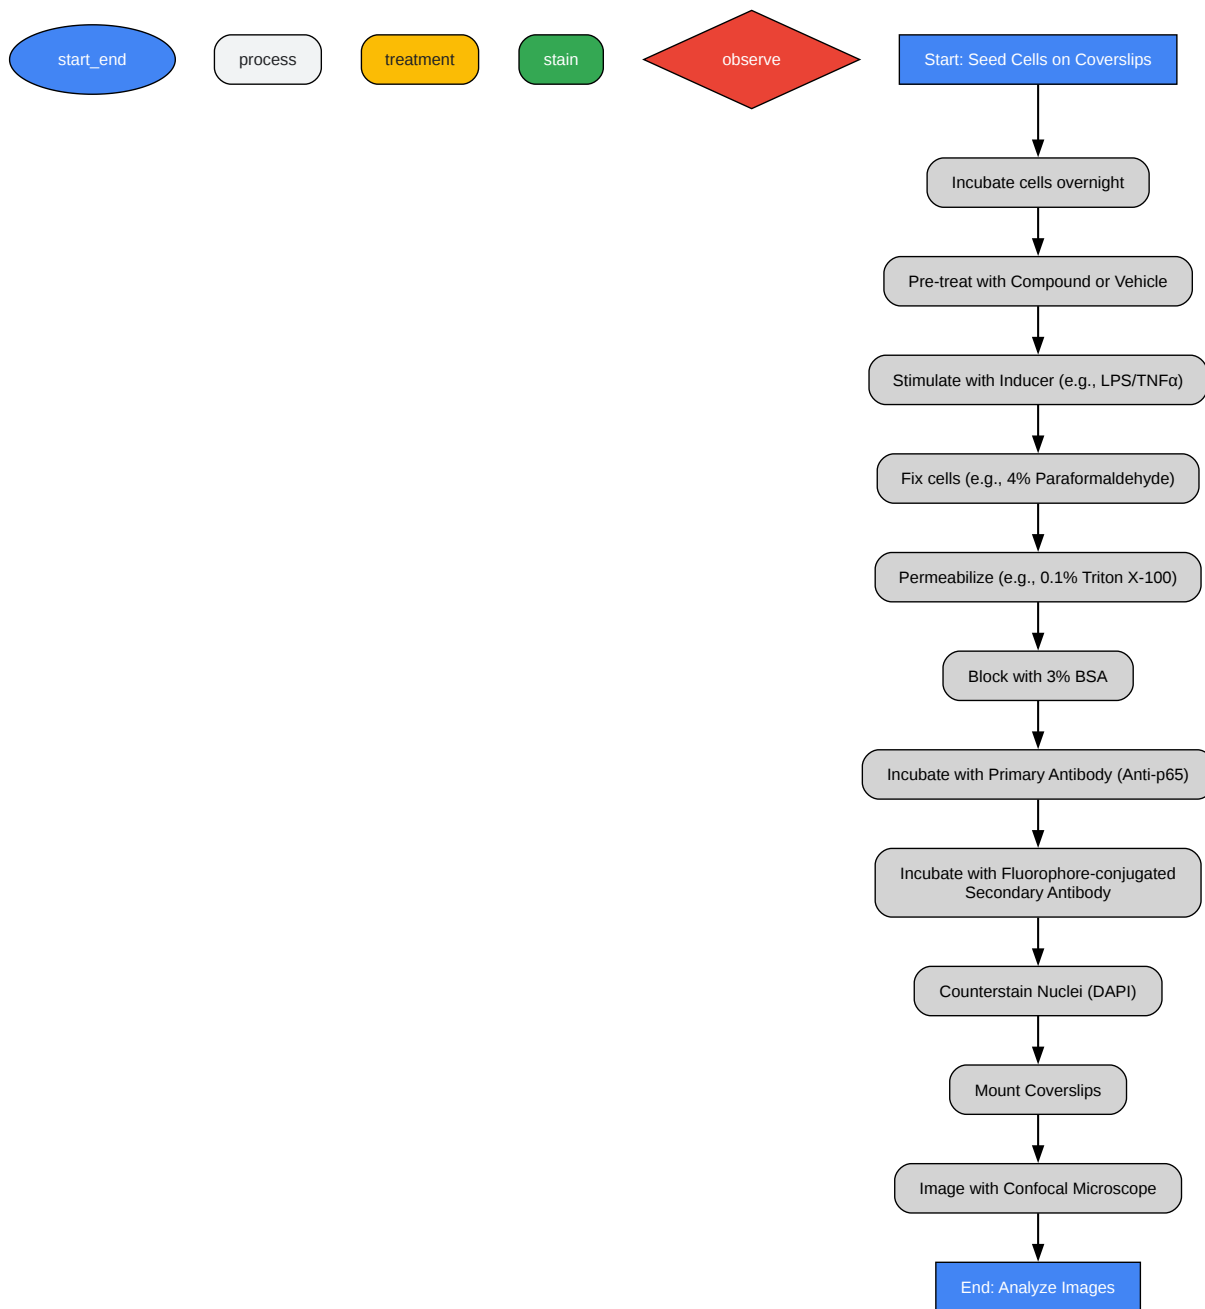 start_end
process
treatment
stain
observe
Start: Seed Cells on Coverslips
Incubate cells overnight
Pre-treat with Compound or Vehicle
Stimulate with Inducer (e.g., LPS/TNFα)
Fix cells (e.g., 4% Paraformaldehyde)
Permeabilize (e.g., 0.1% Triton X-100)
Block with 3% BSA
Incubate with Primary Antibody (Anti-p65)
Incubate with Fluorophore-conjugated
Secondary Antibody
Counterstain Nuclei (DAPI)
Mount Coverslips
Image with Confocal Microscope
End: Analyze Images